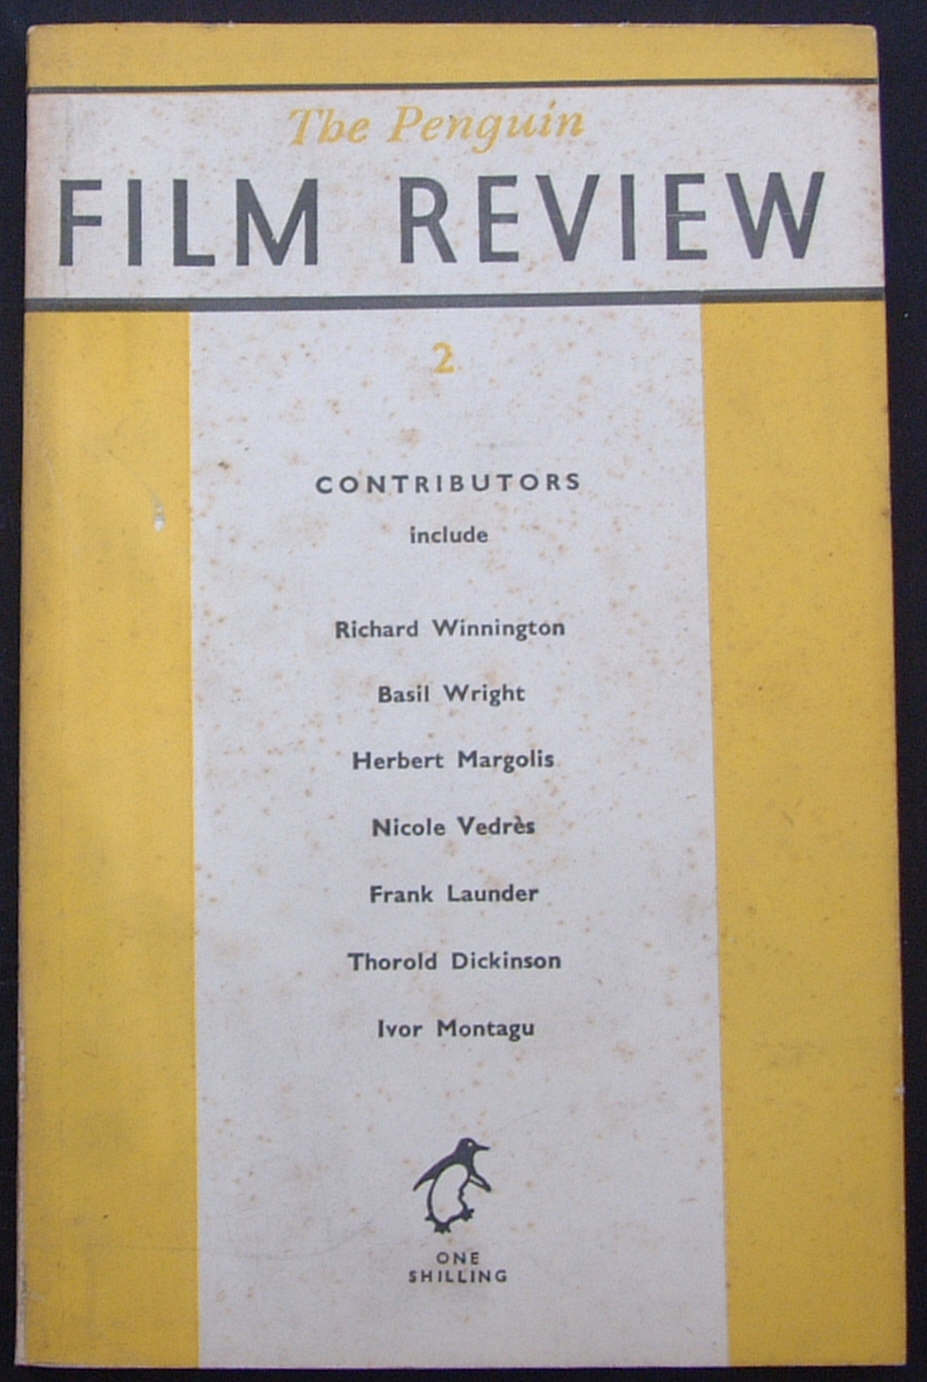 The Penguin
FILM REVIEW
2
CONTRIBUTORS
include
Richard Winnington
Basil Wright
Herbert Margolis
Nicole Vedrès
Frank Launder
Thorold Dickinson
Ivor Montagu
ONE
SHILLING